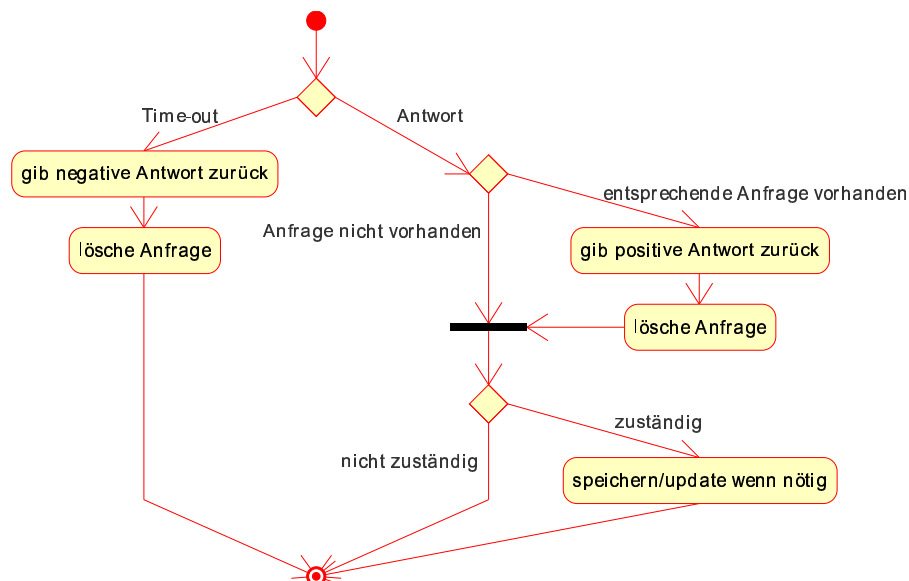 Time-out
Antwort
gib negative Antwort zurück
entsprechende Anfrage vorhanden
Anfrage nicht vorhanden
lösche Anfrage
gib positive Antwort zurück
lösche Anfrage
zuständig
nicht zuständig
speichern/update wenn nötig